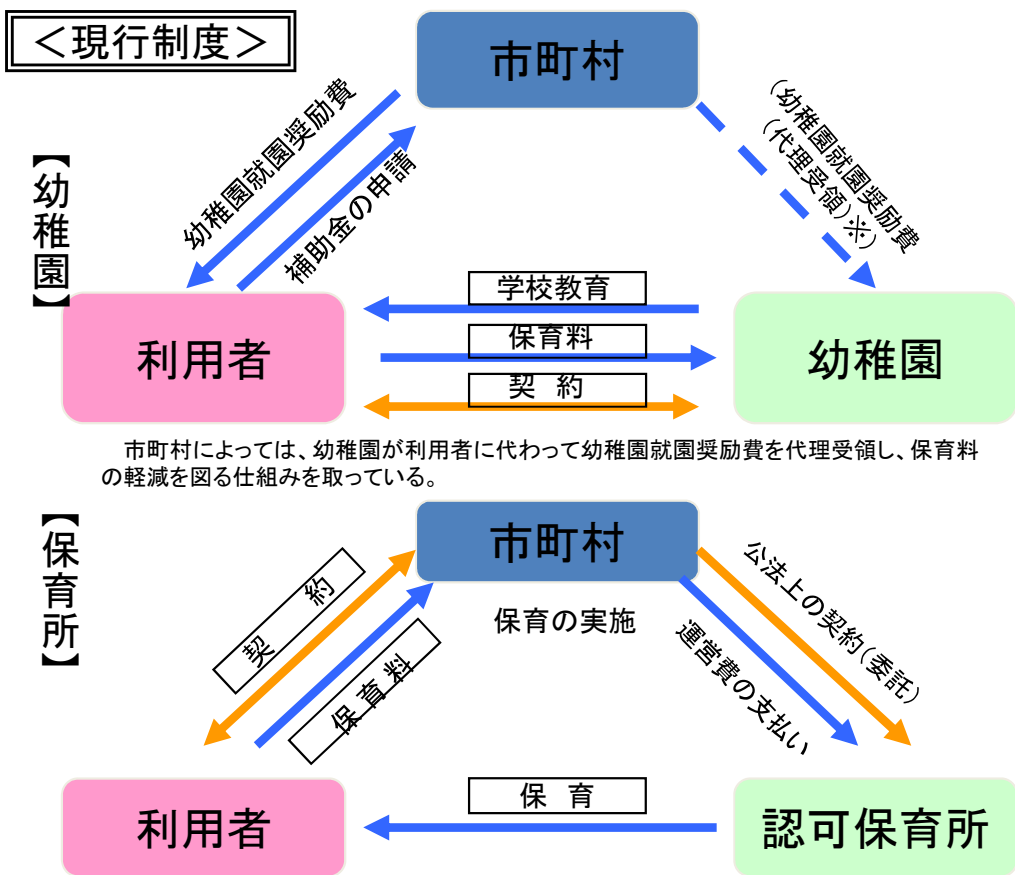 ＜現行制度＞
【幼稚園】
市町村
幼稚園就園奨励費
補助金の申請
(幼稚園就園奨励費
(代理受領)※)
利用者
学校教育
保育料
契　約
幼稚園
市町村によっては、幼稚園が利用者に代わって幼稚園就園奨励費を代理受領し、保育料
の軽減を図る仕組みを取っている。
【保育所】
市町村
保育の実施
契　約
保育料
公法上の契約(委託)
運営費の支払い
利用者
保　育
認可保育所